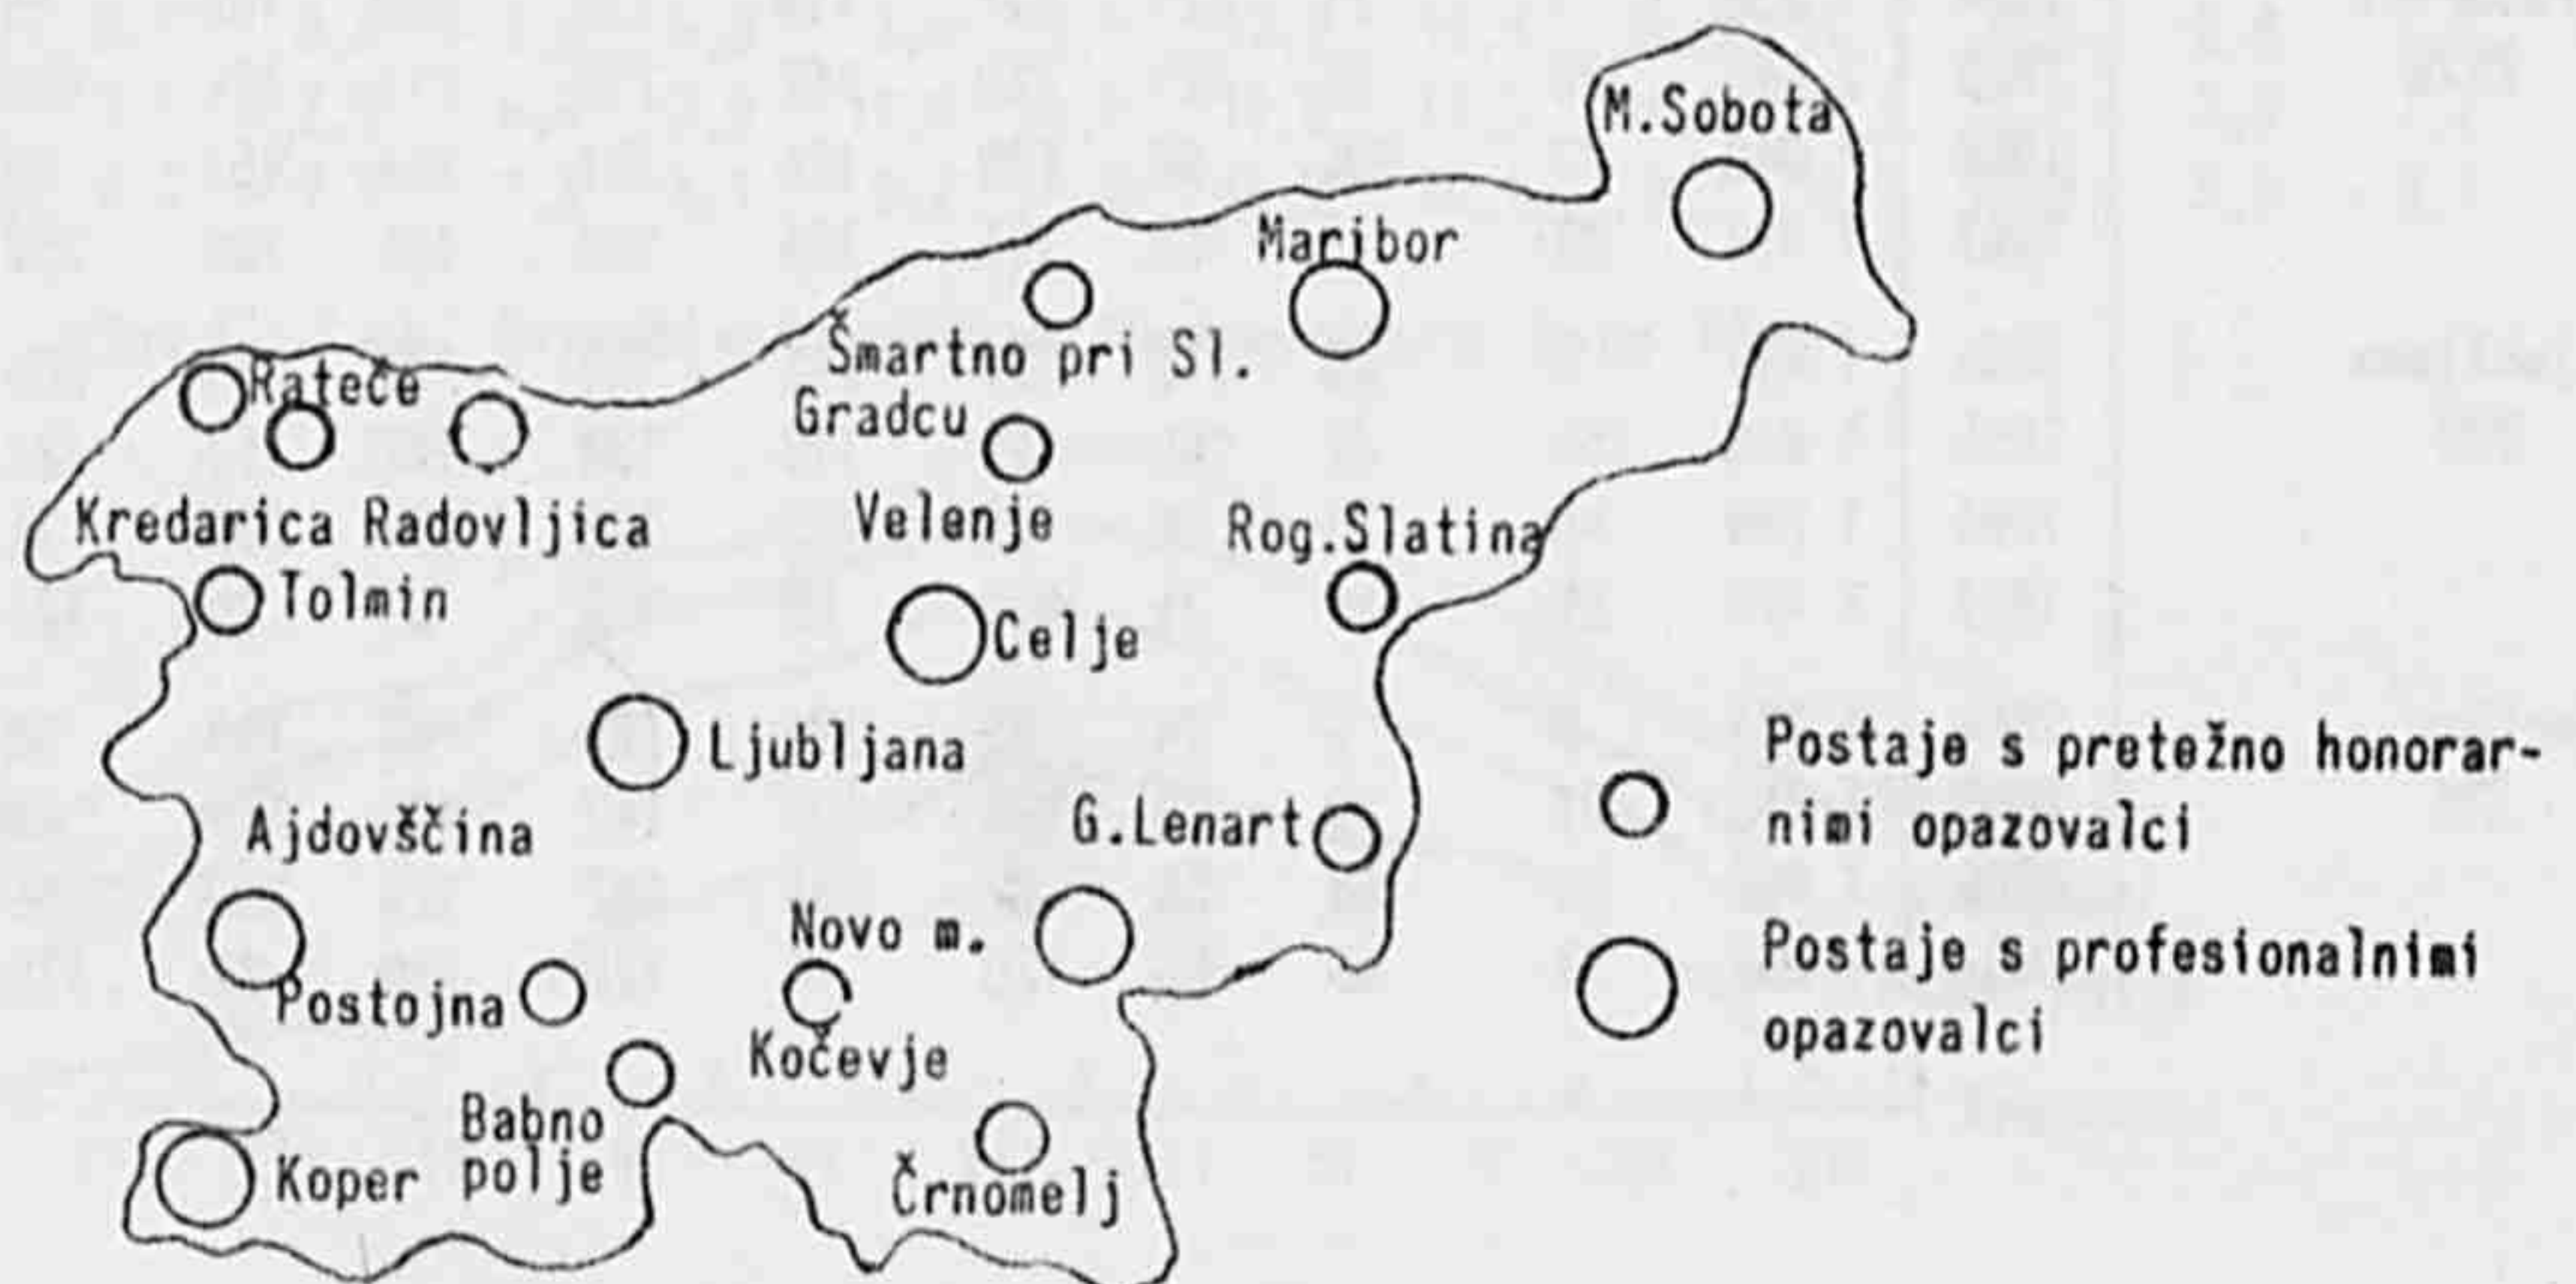 M.Sobota
Maribor
Šmartno pri Sl.
Gradcu
Rateče
Kredarica Radovljica
Velenje
Rog.Slatina
Tolmin
Celje
Ljubljana
Ajdovščina
G.Lenart
Novo m.
Postojna
Kočevje
Babno
polje
Koper
Črnomelj
Postaje s pretežno honorar-
nimi opazovalci
Postaje s profesionalnimi
opazovalci